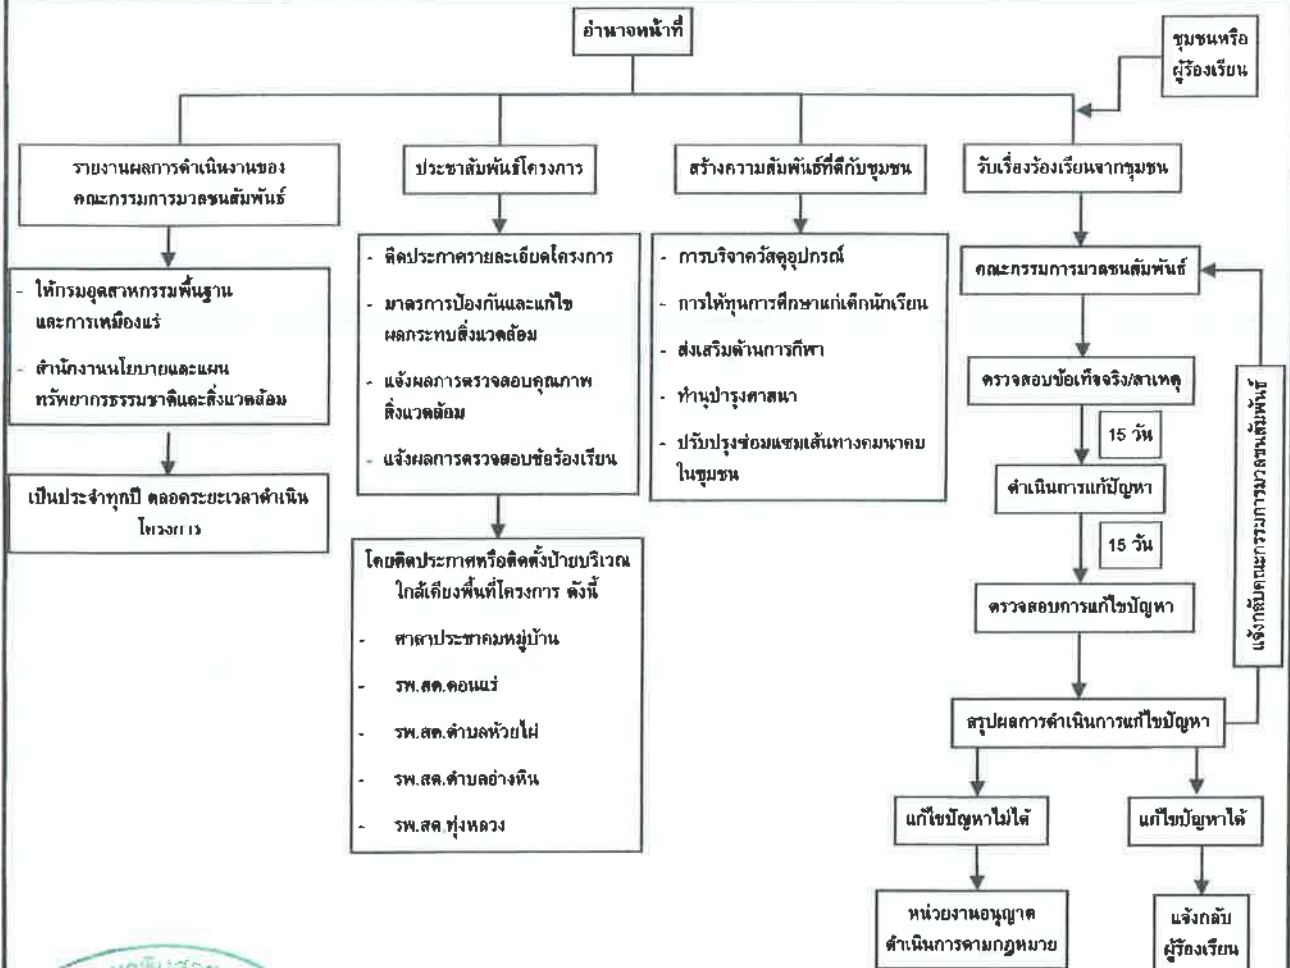 อำนาจหน้าที่
ชุมชนหรือ
ผู้ร้องเรียน
รายงานผลการดำเนินงานของ
คณะกรรมการมวลชนสัมพันธ์
- ให้กรมอุตสาหกรรมพื้นฐาน
และการเหมืองแร่
- สำนักงานนโยบายและแผน
ทรัพยากรธรรมชาติและสิ่งแวดล้อม
เป็นประจำทุกปี ตลอดระยะเวลาดำเนิน
โครงการ
ประชาสัมพันธ์โครงการ
- ติดประกาศรายละเอียดโครงการ
- มาตรการป้องกันและแก้ไข
ผลกระทบสิ่งแวดล้อม
- แจ้งผลการตรวจสอบคุณภาพ
สิ่งแวดล้อม
- แจ้งผลการตรวจสอบข้อร้องเรียน
โดยติดประกาศหรือติดตั้งป้ายบริเวณ
ใกล้เคียงพื้นที่โครงการ ดังนี้
- ศาลาประชาคมหมู่บ้าน
- รพ.สต.ดอนแร่
- รพ.สต.ตำบลห้วยไผ่
- รพ.สต.ตำบลอ่างหิน
- รพ.สต.ทุ่งหลวง
สร้างความสัมพันธ์ที่ดีกับชุมชน
- การบริจาควัสดุอุปกรณ์
- การให้ทุนการศึกษาแก่เด็กนักเรียน
- ส่งเสริมด้านการกีฬา
- ทำนุบำรุงศาสนา
- ปรับปรุงซ่อมแซมเส้นทางคมนาคม
ในชุมชน
รับเรื่องร้องเรียนจากชุมชน
คณะกรรมการมวลชนสัมพันธ์
ตรวจสอบข้อเท็จจริง/สาเหตุ
15 วัน
ดำเนินการแก้ปัญหา
15 วัน
ตรวจสอบการแก้ไขปัญหา
สรุปผลการดำเนินการแก้ไขปัญหา
แจ้งกลับคณะกรรมการมวลชนสัมพันธ์
แก้ไขปัญหาไม่ได้
แก้ไขปัญหาได้
หน่วยงานอนุญาต
ดำเนินการตามกฎหมาย
แจ้งกลับ
ผู้ร้องเรียน